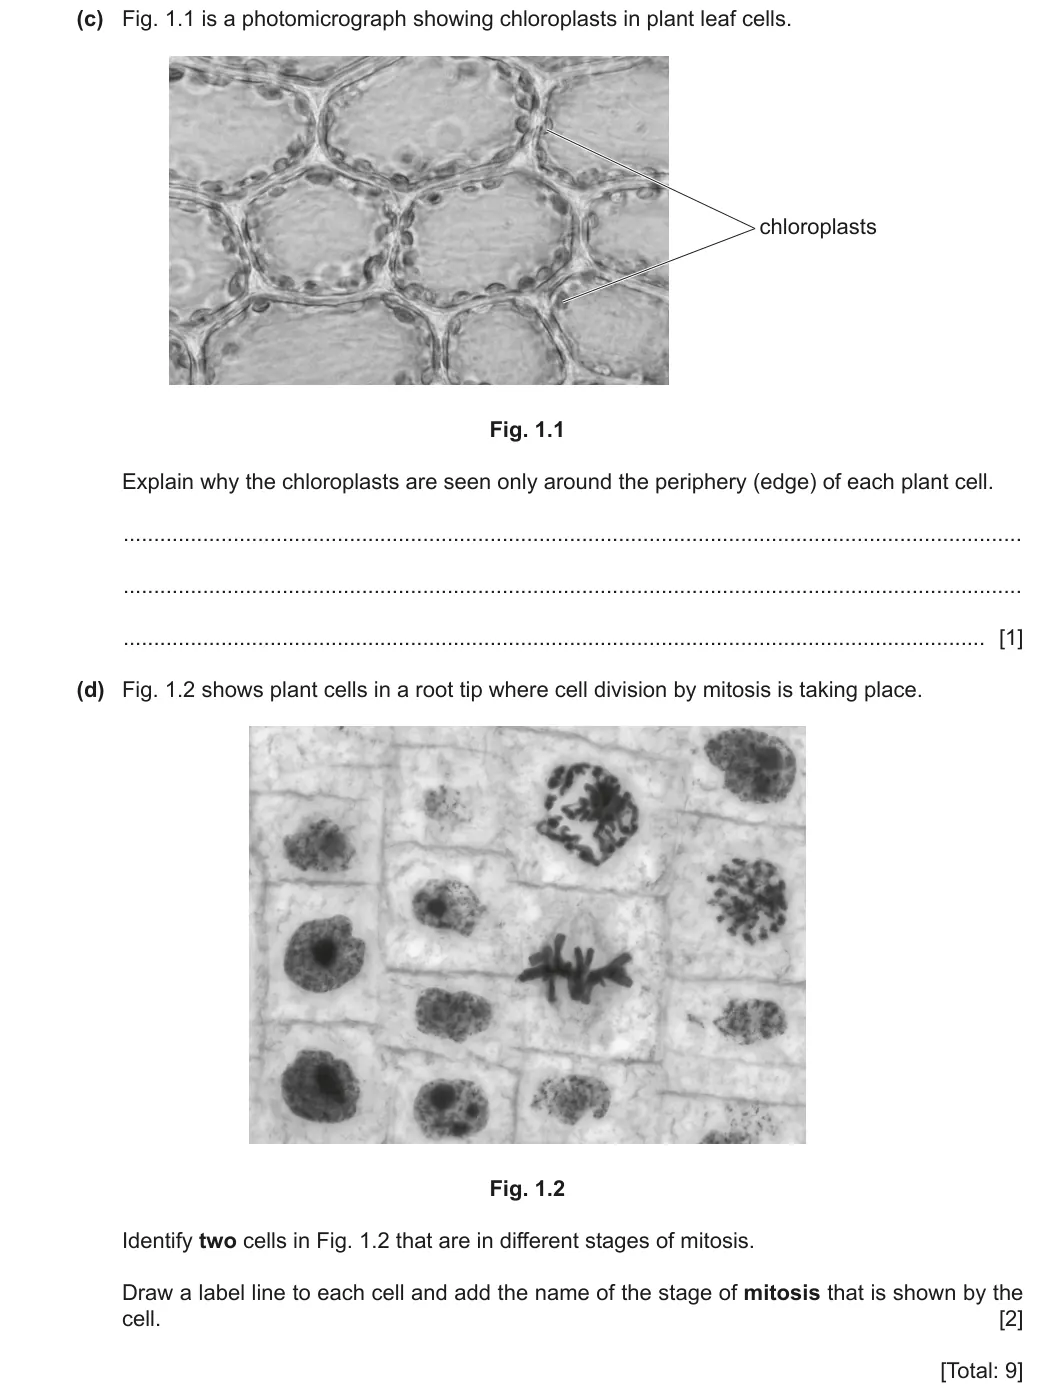 (c) Fig. 1.1 is a photomicrograph showing chloroplasts in plant leaf cells.
chloroplasts
Fig. 1.1
Explain why the chloroplasts are seen only around the periphery (edge) of each plant cell.
[1]
(d) Fig. 1.2 shows plant cells in a root tip where cell division by mitosis is taking place.
Fig. 1.2
Identify two cells in Fig. 1.2 that are in different stages of mitosis.
Draw a label line to each cell and add the name of the stage of mitosis that is shown by the
cell. [2]
[Total: 9]